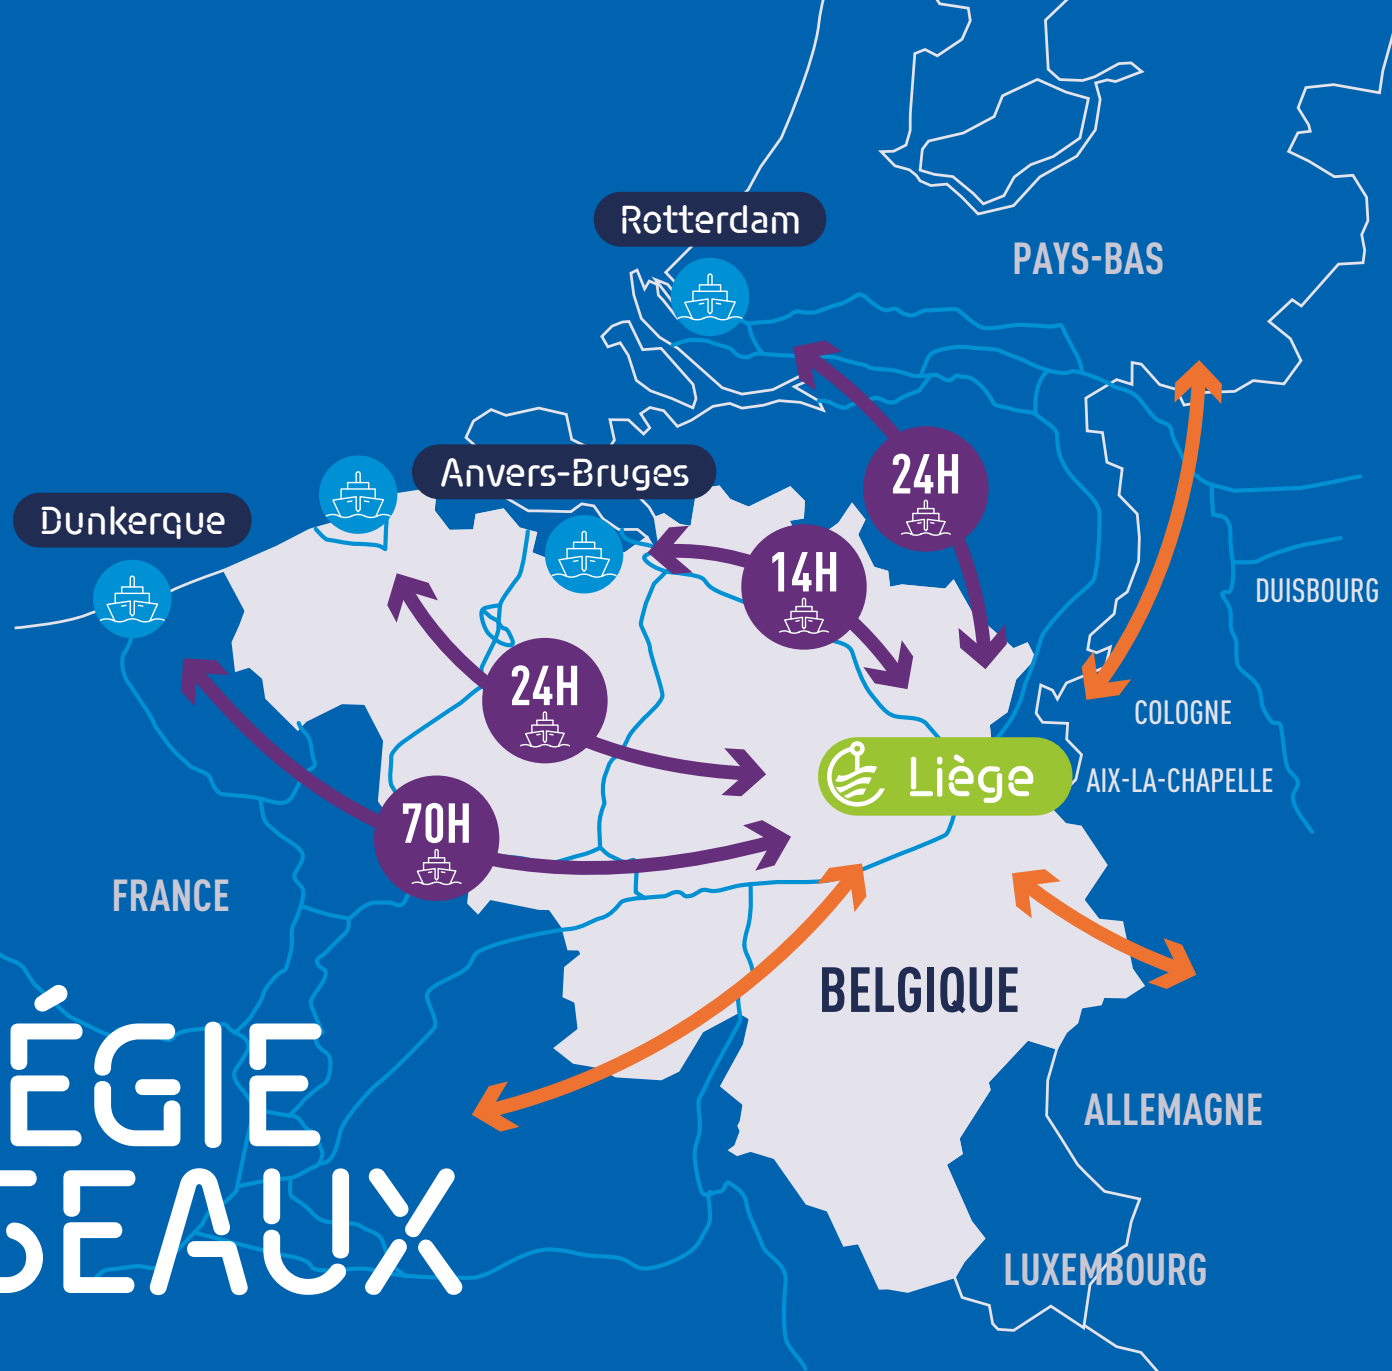 Rotterdam
PAYS-BAS
Anvers-Bruges
24H
Dunkerque
14H
DUISBOURG
24H
COLOGNE
Liège
AIX-LA-CHAPELLE
70H
FRANCE
BELGIQUE
ÉGIE
SEAUX
ALLEMAGNE
LUXEMBOURG